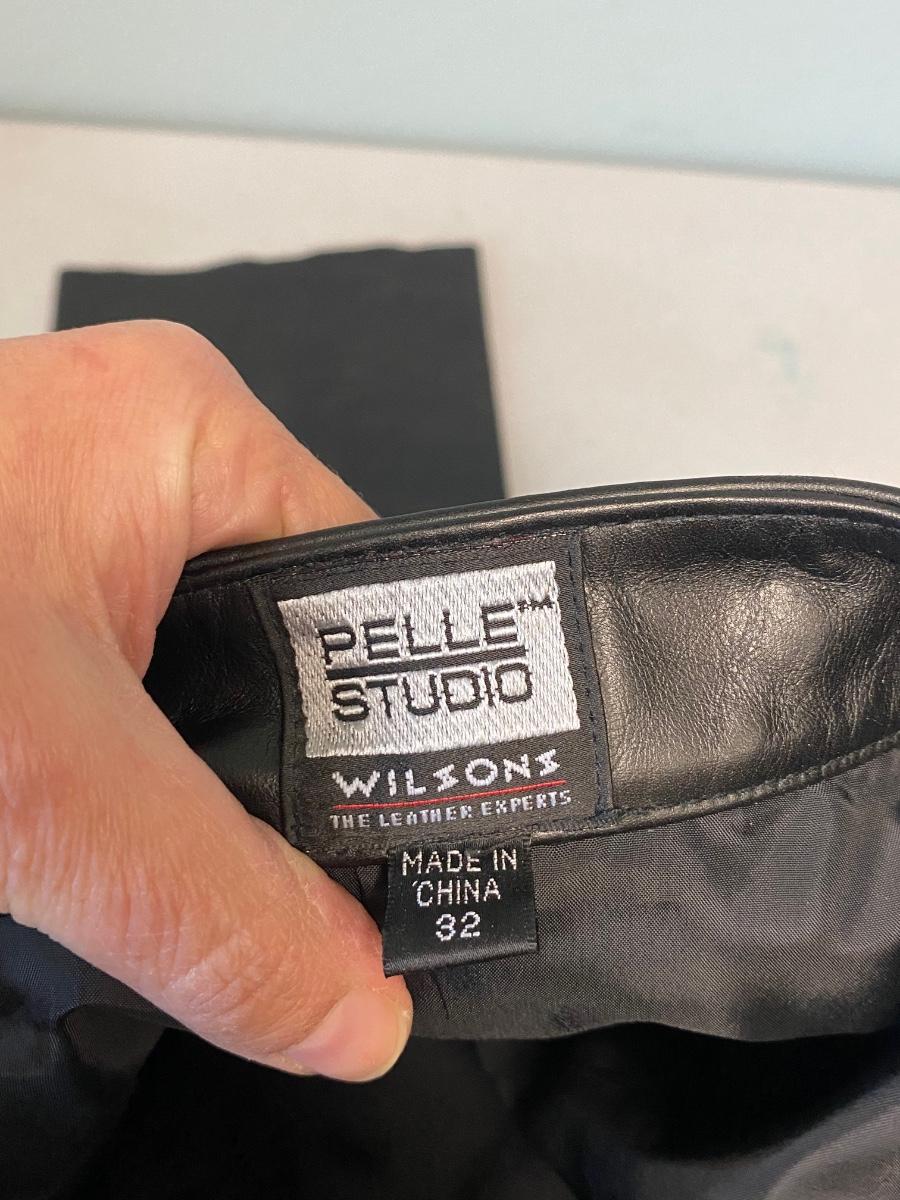 PELLE™
STUDIO
WILSONS
THE LEATHER EXPERTS
MADE IN
CHINA
32